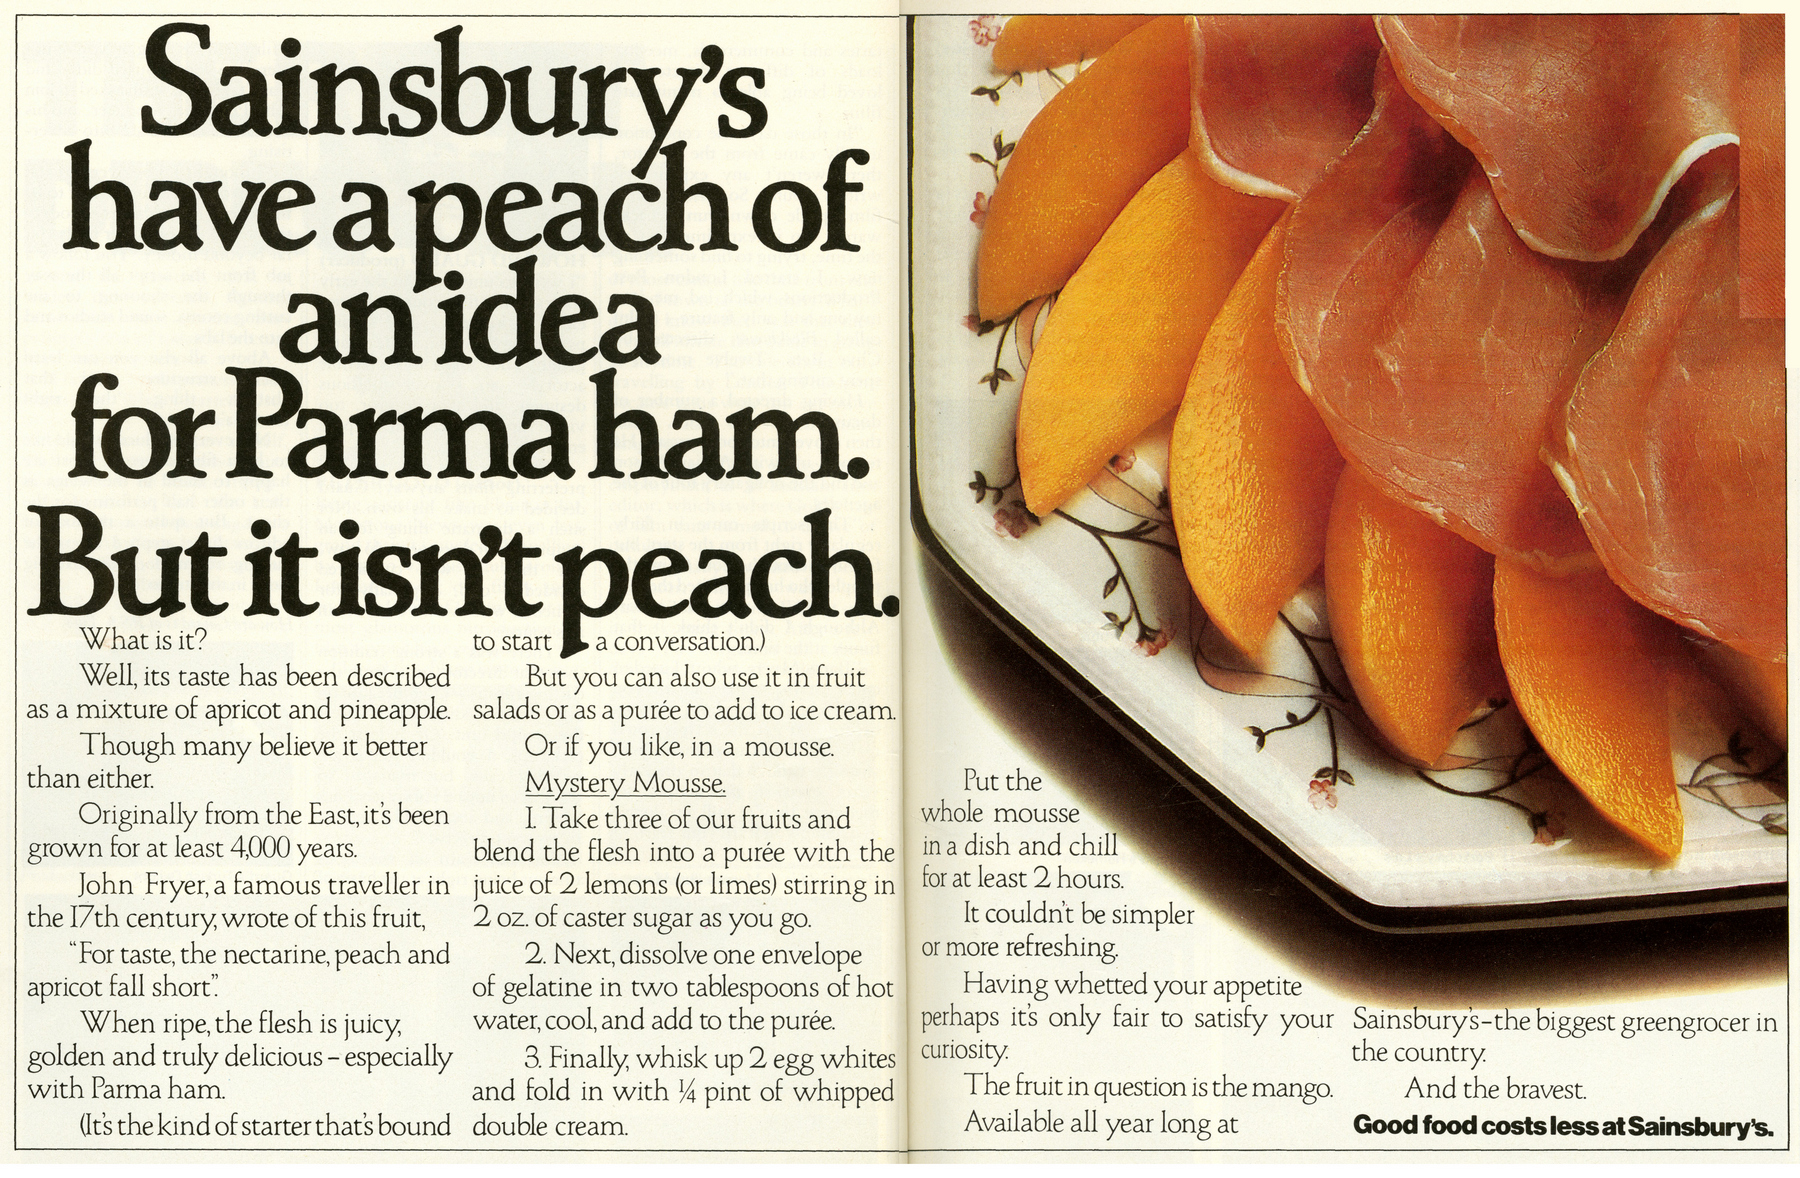 Sainsbury's
have a peach of
an idea
for Parma ham.
But it isn't peach.
What is it?
Well, its taste has been described
as a mixture of apricot and pineapple.
Though many believe it better
than either.
Originally from the East, it's been
grown for at least 4,000 years.
John Fryer, a famous traveller in
the 17th century, wrote of this fruit,
"For taste, the nectarine, peach and
apricot fall short".
When ripe, the flesh is juicy,
golden and truly delicious – especially
with Parma ham.
(It's the kind of starter that's bound
to start a conversation.)
But you can also use it in fruit
salads or as a purée to add to ice cream.
Or if you like, in a mousse.
Mystery Mousse.
1. Take three of our fruits and
blend the flesh into a purée with the
juice of 2 lemons (or limes) stirring in
2 oz. of caster sugar as you go.
2. Next, dissolve one envelope
of gelatine in two tablespoons of hot
water, cool, and add to the purée.
3. Finally, whisk up 2 egg whites
and fold in with ¼ pint of whipped
double cream.
Put the
whole mousse
in a dish and chill
for at least 2 hours.
It couldn't be simpler
or more refreshing.
Having whetted your appetite
perhaps it's only fair to satisfy your
curiosity.
The fruit in question is the mango.
Available all year long at
Sainsbury's – the biggest greengrocer in
the country.
And the bravest.
Good food costs less at Sainsbury's.